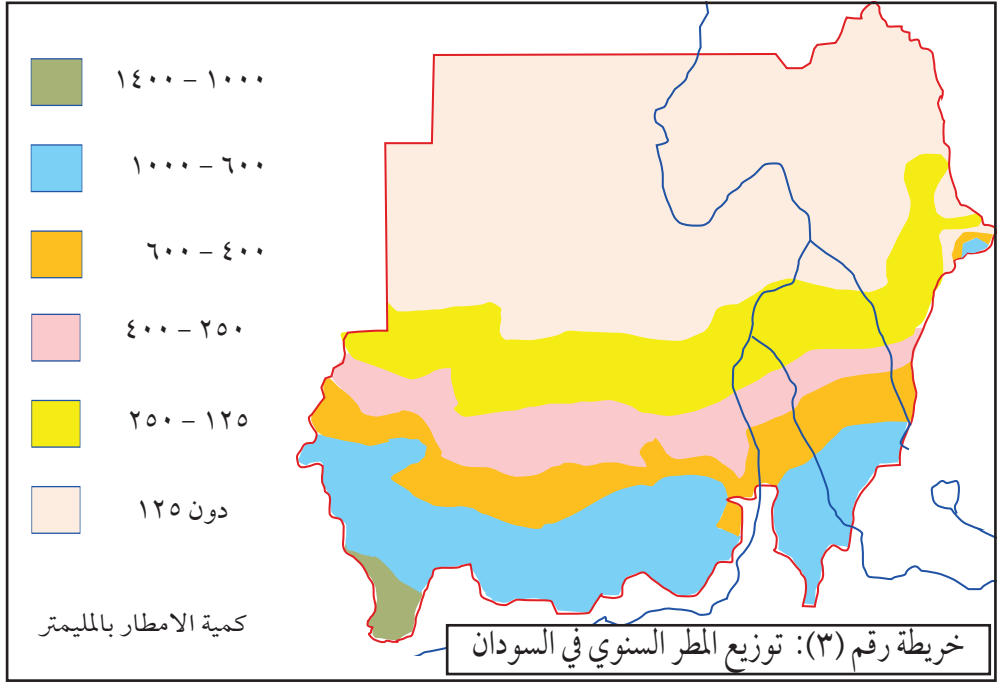 ١٠٠٠ – ١٤٠٠
٦٠٠ – ١٠٠٠
٤٠٠ – ٦٠٠
٢٥٠ – ٤٠٠
١٢٥ – ٢٥٠
دون ١٢٥
كمية الامطار بالمليمتر
خريطة رقم (٣): توزيع المطر السنوي في السودان